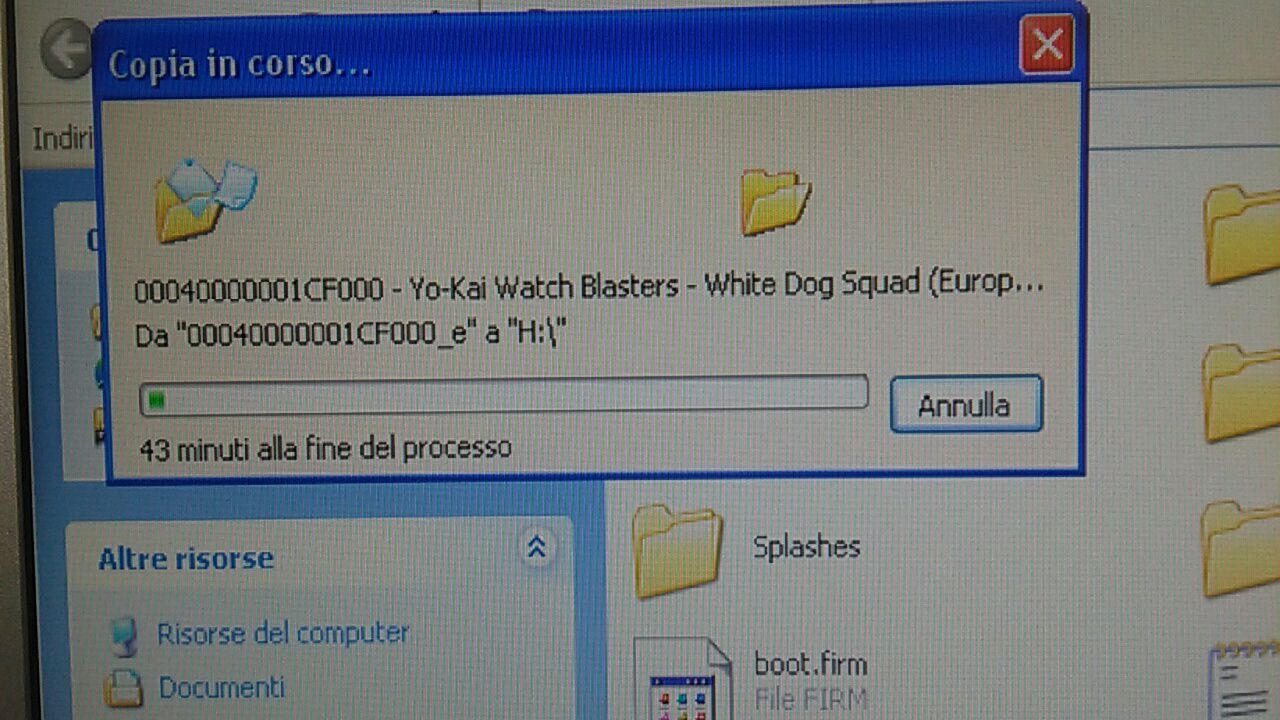 Copia in corso...
Indiri
00040000001CF000 - Yo-Kai Watch Blasters - White Dog Squad (Europ...
Da "00040000001CF000_e" a "H:\"
Annulla
43 minuti alla fine del processo
Altre risorse
Splashes
Risorse del computer
boot.firm
File FIRM
Documenti